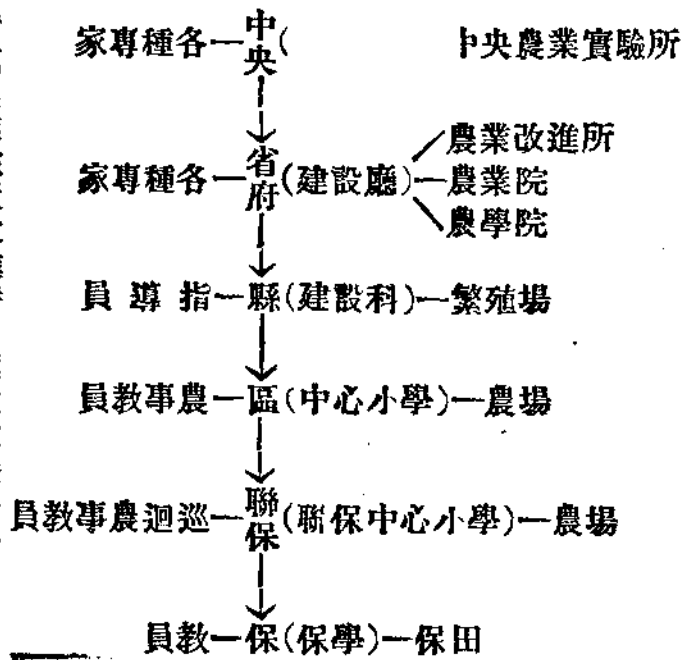 家專種各—中央(　　　中央農業實驗所
農業改進所
家專種各—省府(建設廳)—農業院
農學院
員導指—縣(建設科)—繁殖場
員教事農—區(中心小學)—農場
員教事農迴巡—聯保(聯保中心小學)—農場
員教—保(保學)—保田